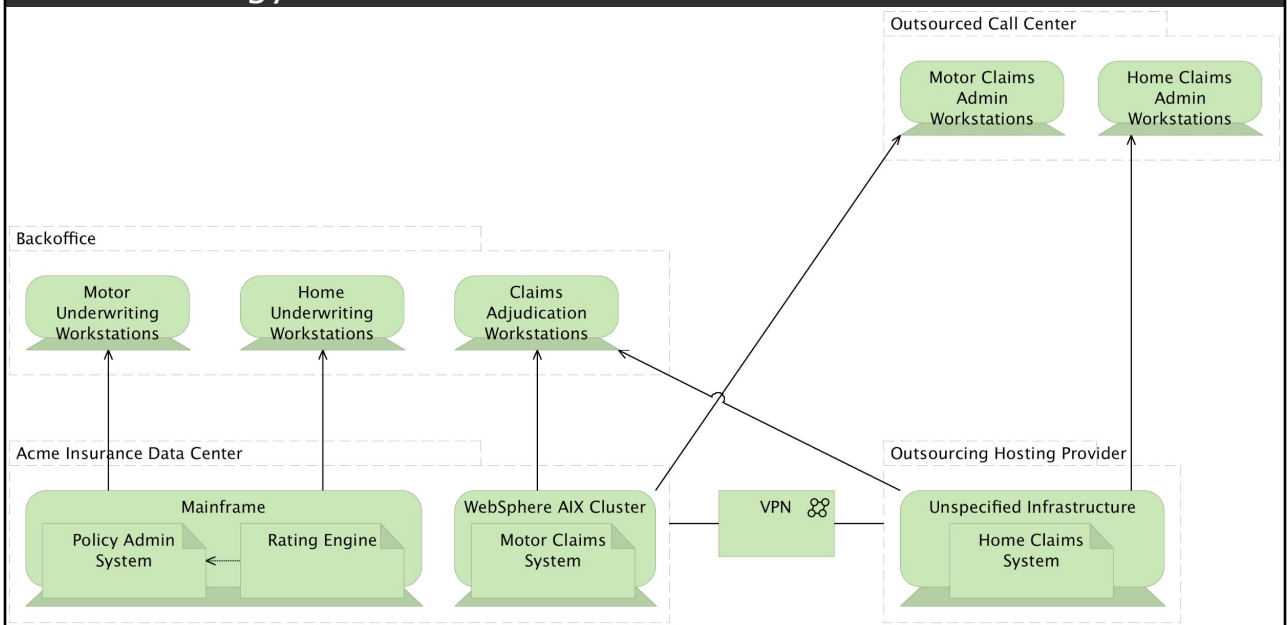 Outsourced Call Center
Motor Claims
Admin
Workstations
Home Claims
Admin
Workstations
Backoffice
Motor
Underwriting
Workstations
Home
Underwriting
Workstations
Claims
Adjudication
Workstations
Acme Insurance Data Center
Outsourcing Hosting Provider
Mainframe
Policy Admin
System
Rating Engine
WebSphere AIX Cluster
Motor Claims
System
VPN
Unspecified Infrastructure
Home Claims
System